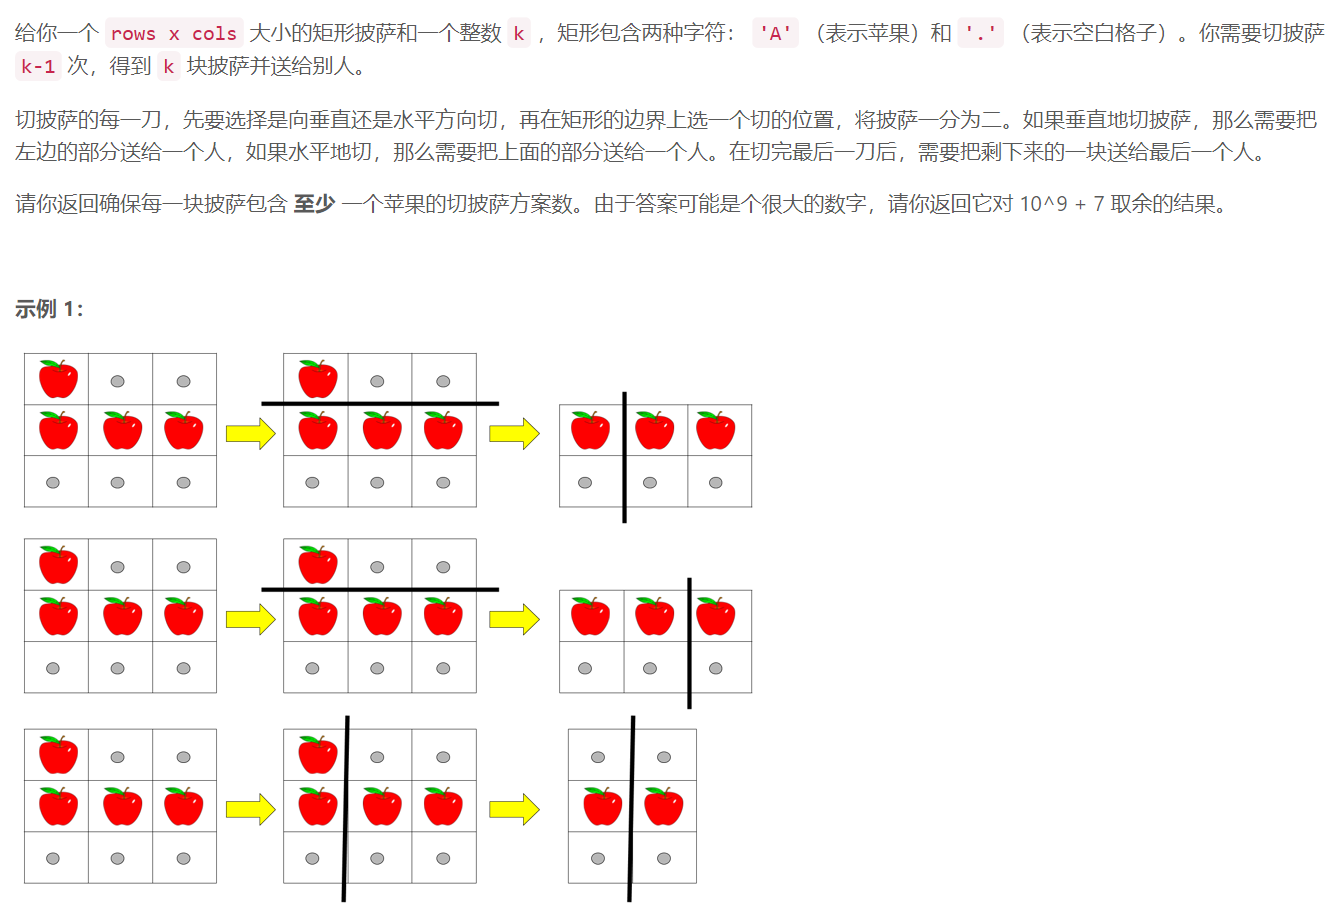 给你一个 rows x cols 大小的矩形披萨和一个整数 k ，矩形包含两种字符： 'A' （表示苹果）和 '.' （表示空白格子）。你需要切披萨
k-1 次，得到 k 块披萨并送给别人。
切披萨的每一刀，先要选择是向垂直还是水平方向切，再在矩形的边界上选一个切的位置，将披萨一分为二。如果垂直地切披萨，那么需要把
左边的部分送给一个人，如果水平地切，那么需要把上面的部分送给一个人。在切完最后一刀后，需要把剩下来的一块送给最后一个人。
请你返回确保每一块披萨包含 至少 一个苹果的切披萨方案数。由于答案可能是个很大的数字，请你返回它对 10^9 + 7 取余的结果。
示例 1：